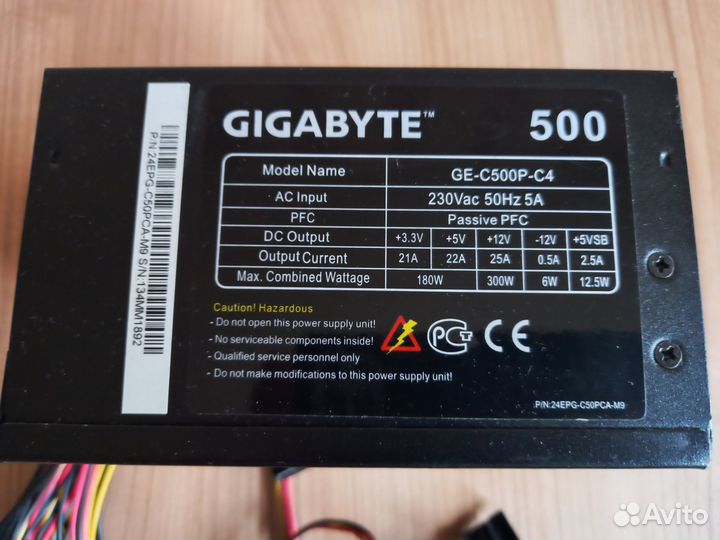 GIGABYTE™ 500
Model Name GE-C500P-C4
AC Input 230Vac 50Hz 5A
PFC Passive PFC
DC Output +3.3V +5V +12V -12V +5VSB
Output Current 21A 22A 25A 0.5A 2.5A
Max. Combined Wattage 180W 300W 6W 12.5W
Caution! Hazardous
- Do not open this power supply unit!
- No serviceable components inside!
- Qualified service personnel only
- Do not make modifications to this power supply unit!
РСТ CE
P/N:24EPG-C50PCA-M9
P/N:24EPG-C50PCA-M9 S/N:134MM1892
Avito